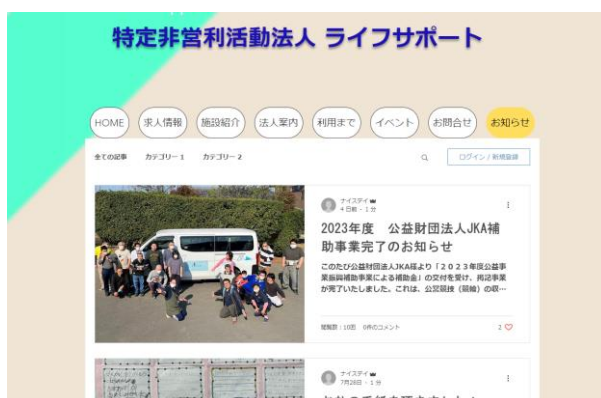 特定非営利活動法人 ライフサポート
HOME
求人情報
施設紹介
法人案内
利用まで
イベント
お問合せ
お知らせ
全ての記事
カテゴリー 1
カテゴリー 2
ログイン / 新規登録
ナイスデイ
4 日前 ・ 1 分
2023年度　公益財団法人JKA補
助事業完了のお知らせ
このたび公益財団法人JKA様より「２０２３年度公益事
業振興補助事業による補助金」の交付を受け、掲記事業
が完了いたしました。これは、公営競技（競輪）の収…
閲覧数：10回　0件のコメント
2
ナイスデイ
7月28日 ・ 1 分